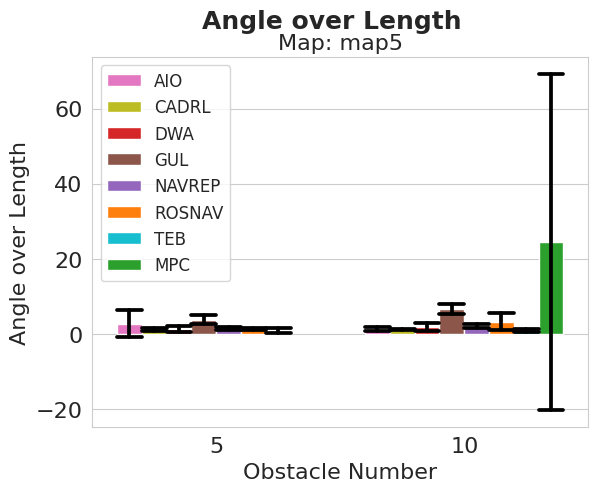 Angle over Length
Map: map5
Angle over Length
60
40
20
0
−20
AIO
CADRL
DWA
GUL
NAVREP
ROSNAV
TEB
MPC
5
10
Obstacle Number